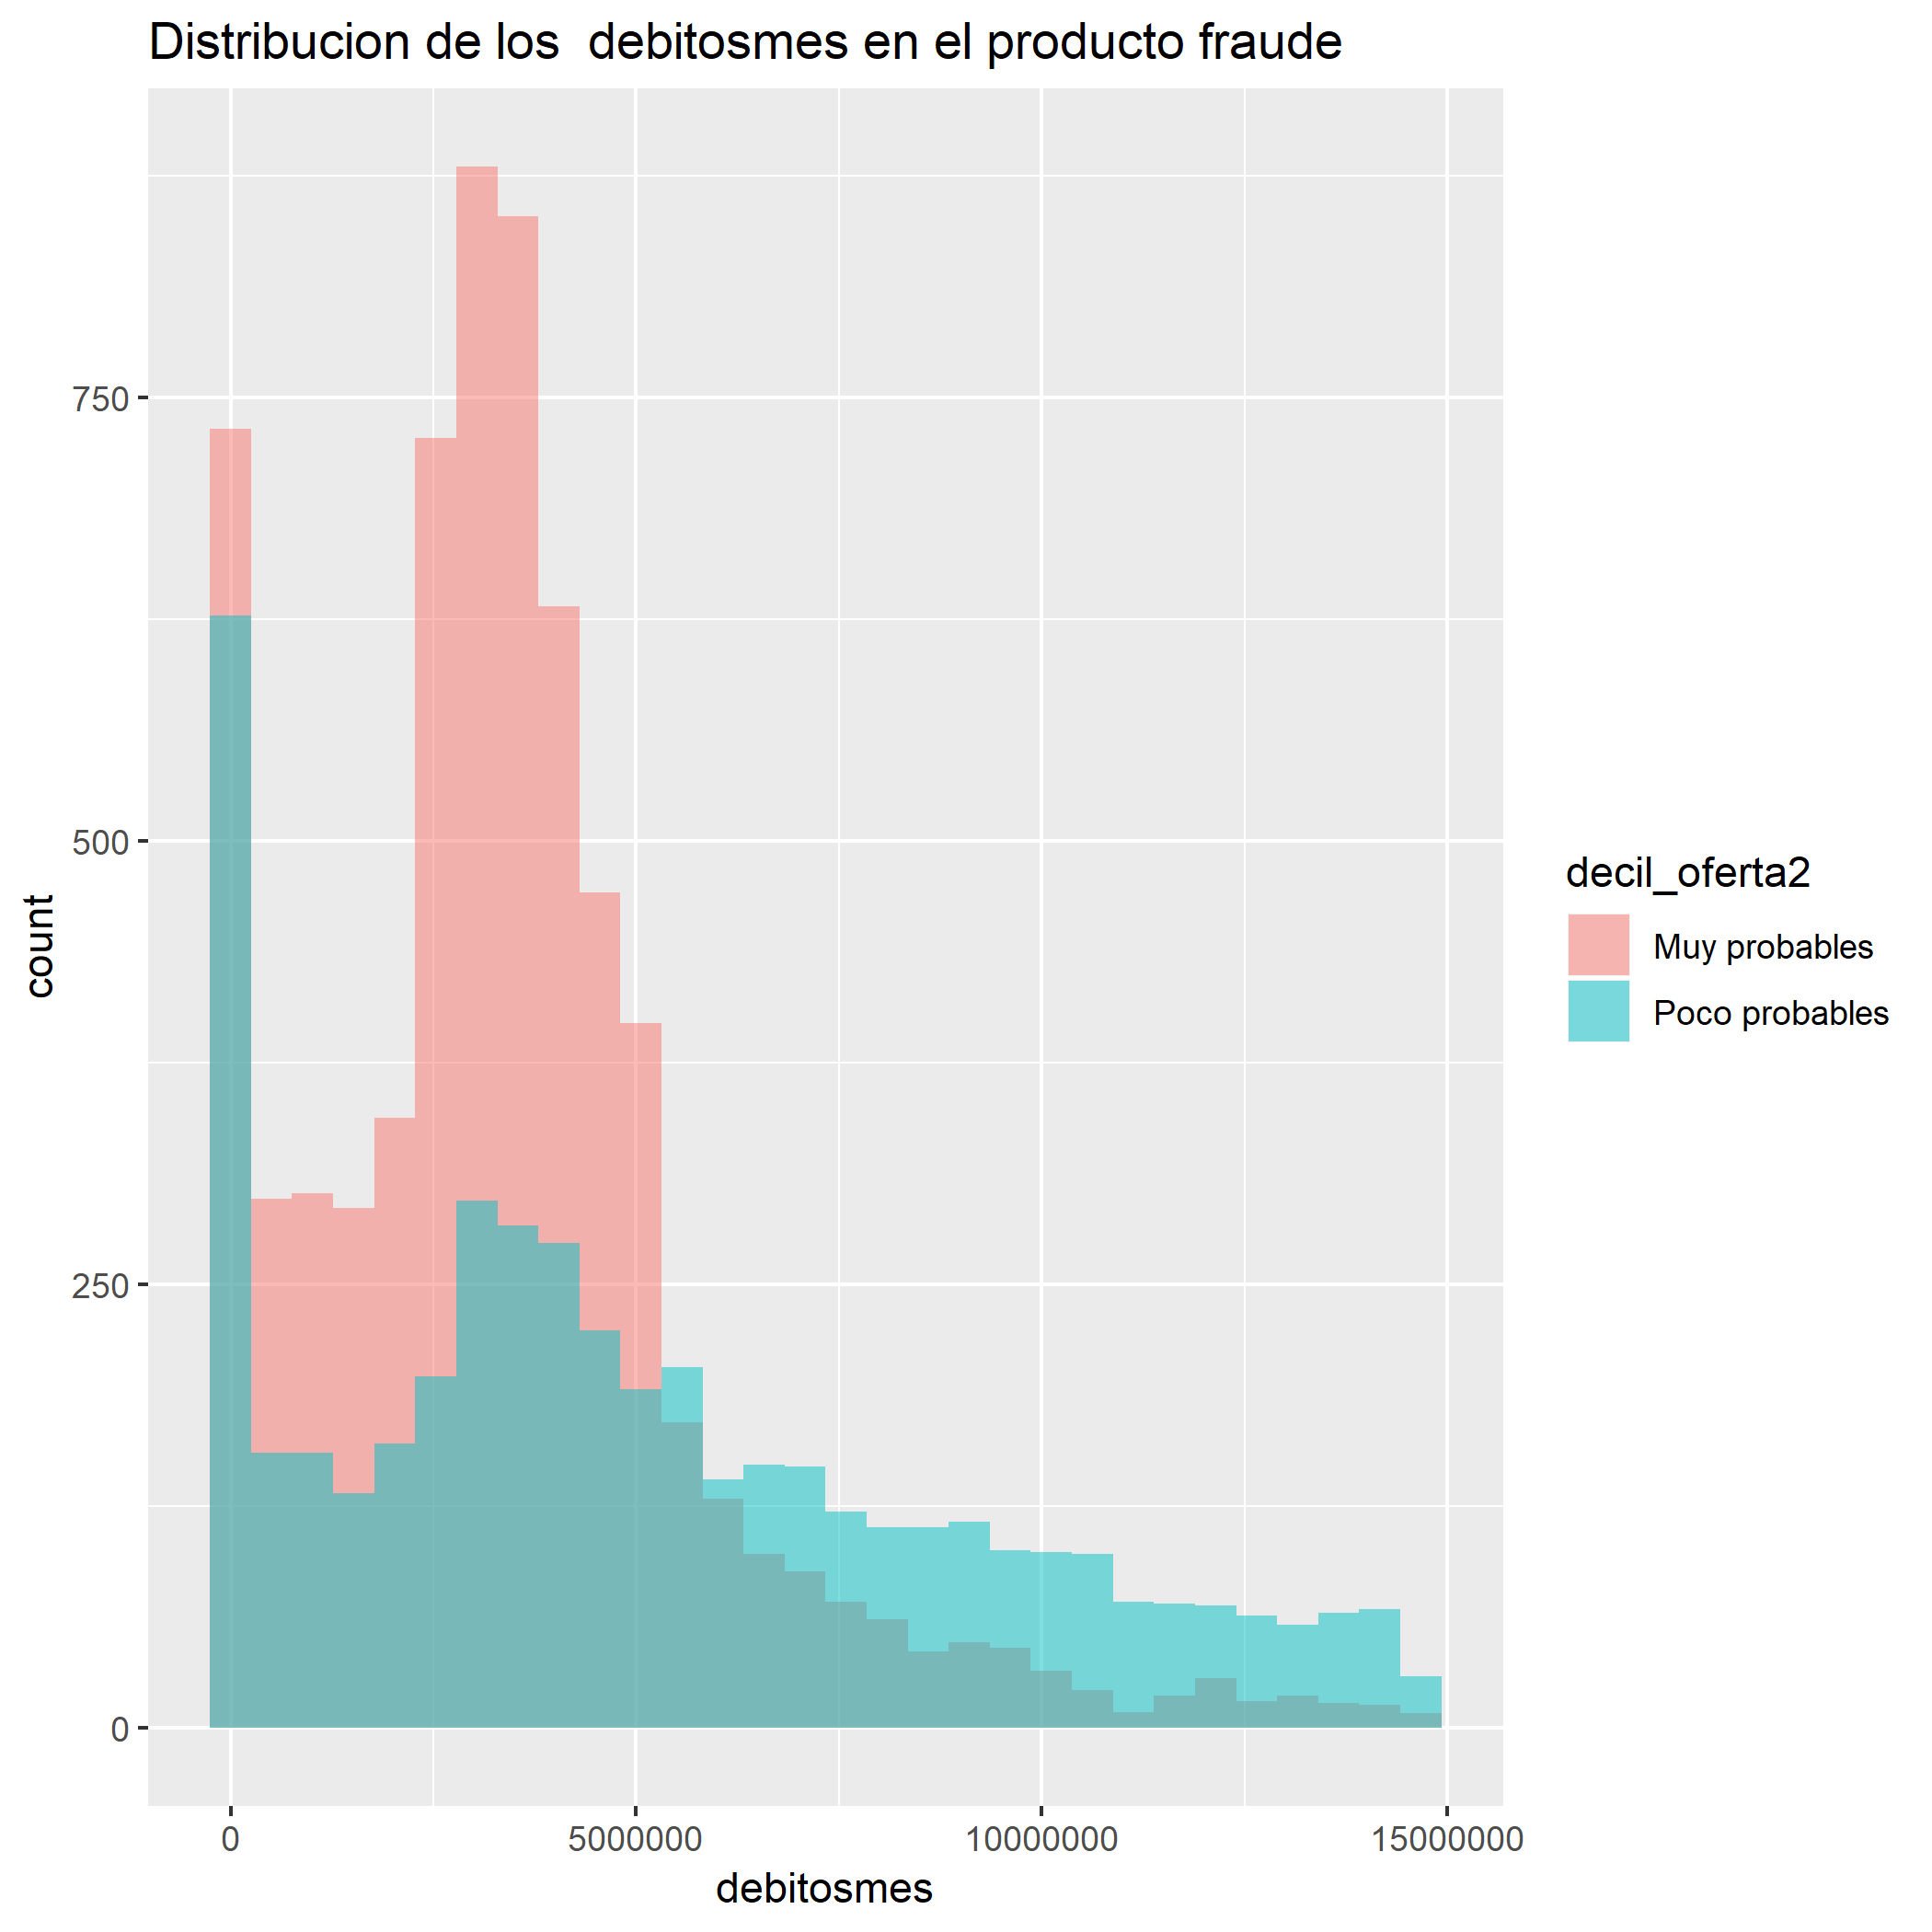 Distribucion de los  debitosmes en el producto fraude
750
500
250
0
count
0
5000000
10000000
15000000
debitosmes
decil_oferta2
Muy probables
Poco probables